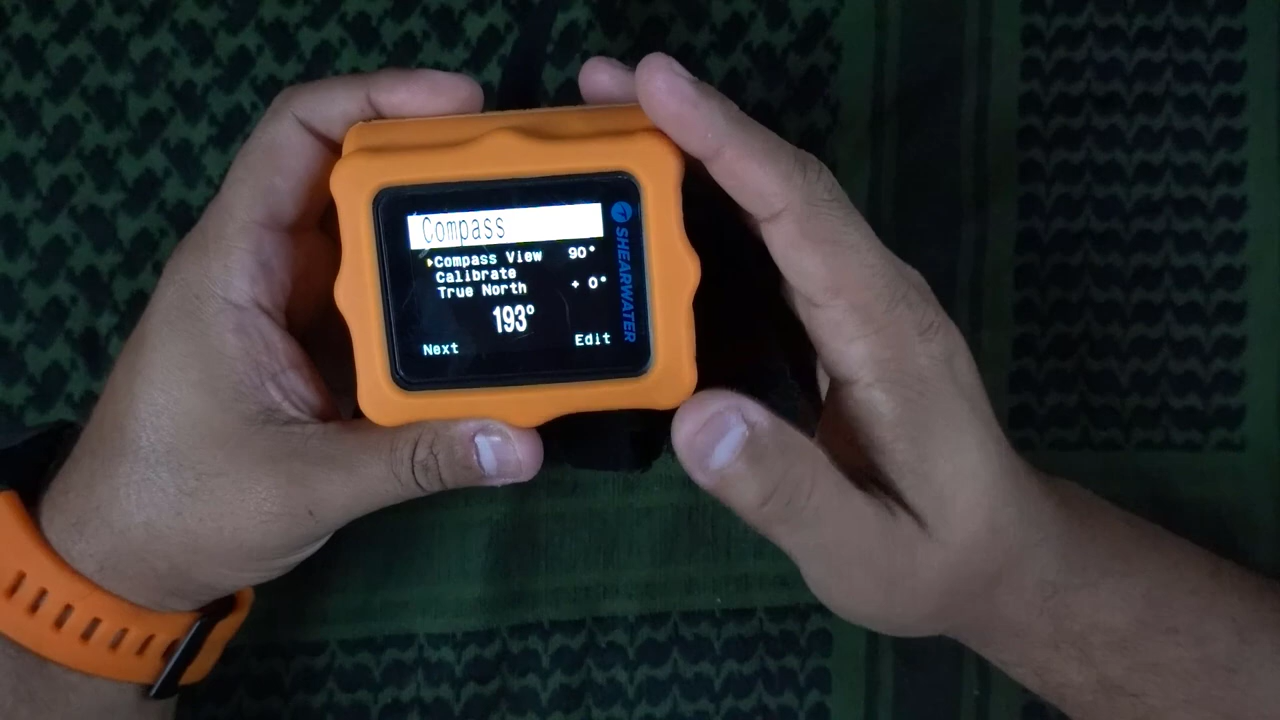 Compass
Compass View 90°
Calibrate
True North + 0°
193°
Next Edit
SHEARWATER